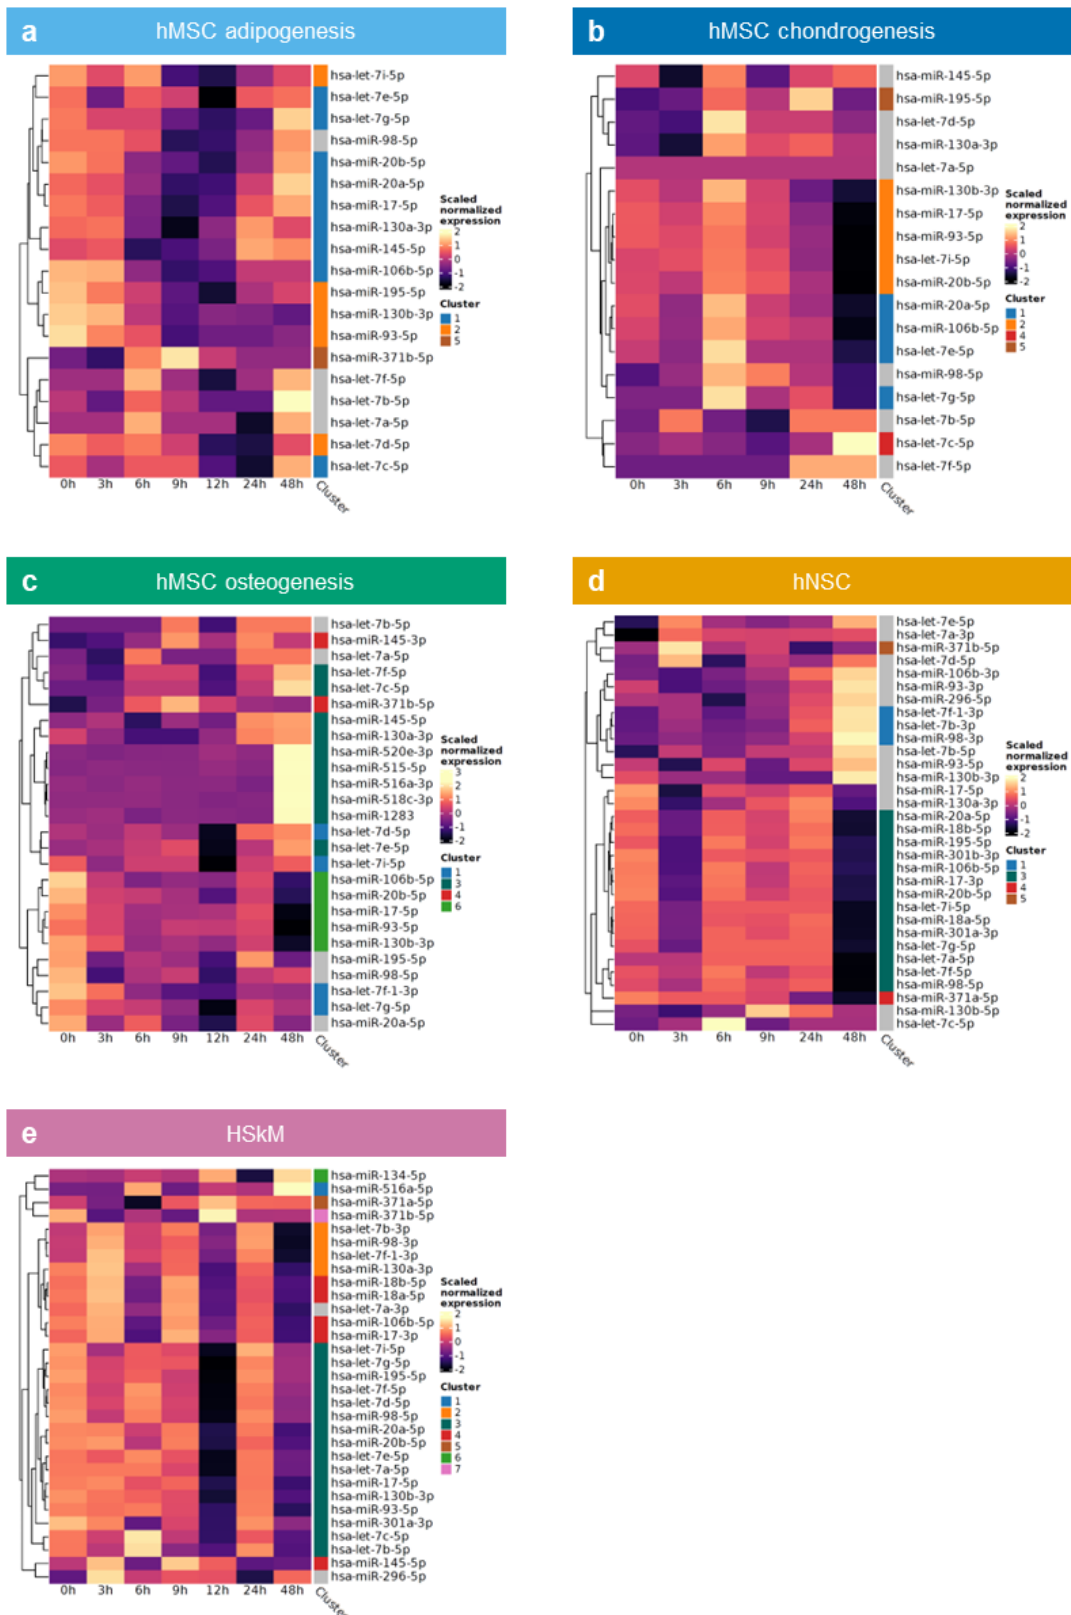 a hMSC adipogenesis
hsa-let-7i-5p
hsa-let-7e-5p
hsa-let-7g-5p
hsa-miR-98-5p
hsa-miR-20b-5p
hsa-miR-20a-5p
hsa-miR-17-5p
hsa-miR-130a-3p
hsa-miR-145-5p
hsa-miR-106b-5p
hsa-miR-195-5p
hsa-miR-130b-3p
hsa-miR-93-5p
hsa-miR-371b-5p
hsa-let-7f-5p
hsa-let-7b-5p
hsa-let-7a-5p
hsa-let-7d-5p
hsa-let-7c-5p
0h 3h 6h 9h 12h 24h 48h Cluster
Scaled
normalized
expression
2
1
0
-1
-2
Cluster
1
2
5
b hMSC chondrogenesis
hsa-miR-145-5p
hsa-miR-195-5p
hsa-let-7d-5p
hsa-miR-130a-3p
hsa-let-7a-5p
hsa-miR-130b-3p
hsa-miR-17-5p
hsa-miR-93-5p
hsa-let-7i-5p
hsa-miR-20b-5p
hsa-miR-20a-5p
hsa-miR-106b-5p
hsa-let-7e-5p
hsa-miR-98-5p
hsa-let-7g-5p
hsa-let-7b-5p
hsa-let-7c-5p
hsa-let-7f-5p
0h 3h 6h 9h 24h 48h Cluster
Scaled
normalized
expression
2
1
0
-1
-2
Cluster
1
2
4
5
c hMSC osteogenesis
hsa-let-7b-5p
hsa-miR-145-3p
hsa-let-7a-5p
hsa-let-7f-5p
hsa-let-7c-5p
hsa-miR-371b-5p
hsa-miR-145-5p
hsa-miR-130a-3p
hsa-miR-520e-3p
hsa-miR-515-5p
hsa-miR-516a-3p
hsa-miR-518c-3p
hsa-miR-1283
hsa-let-7d-5p
hsa-let-7e-5p
hsa-let-7i-5p
hsa-miR-106b-5p
hsa-miR-20b-5p
hsa-miR-17-5p
hsa-miR-93-5p
hsa-miR-130b-3p
hsa-miR-195-5p
hsa-miR-98-5p
hsa-let-7f-1-3p
hsa-let-7g-5p
hsa-miR-20a-5p
0h 3h 6h 9h 12h 24h 48h Cluster
Scaled
normalized
expression
3
2
1
0
-1
-2
Cluster
1
3
4
6
d hNSC
hsa-let-7e-5p
hsa-let-7a-3p
hsa-miR-371b-5p
hsa-let-7d-5p
hsa-miR-106b-3p
hsa-miR-93-3p
hsa-miR-296-5p
hsa-let-7f-1-3p
hsa-let-7b-3p
hsa-miR-98-3p
hsa-let-7b-5p
hsa-miR-93-5p
hsa-miR-130b-3p
hsa-miR-17-5p
hsa-miR-130a-3p
hsa-miR-20a-5p
hsa-miR-18b-5p
hsa-miR-195-5p
hsa-miR-301b-3p
hsa-miR-106b-5p
hsa-miR-17-3p
hsa-miR-20b-5p
hsa-let-7i-5p
hsa-miR-18a-5p
hsa-miR-301a-3p
hsa-let-7g-5p
hsa-let-7a-5p
hsa-let-7f-5p
hsa-miR-98-5p
hsa-miR-371a-5p
hsa-miR-130b-5p
hsa-let-7c-5p
0h 3h 6h 9h 24h 48h Cluster
Scaled
normalized
expression
2
1
0
-1
-2
Cluster
1
3
4
5
e HSkM
hsa-miR-134-5p
hsa-miR-516a-5p
hsa-miR-371a-5p
hsa-miR-371b-5p
hsa-let-7b-3p
hsa-miR-98-3p
hsa-let-7f-1-3p
hsa-miR-130a-3p
hsa-miR-18b-5p
hsa-miR-18a-5p
hsa-let-7a-3p
hsa-miR-106b-5p
hsa-miR-17-3p
hsa-let-7i-5p
hsa-let-7g-5p
hsa-miR-195-5p
hsa-let-7f-5p
hsa-let-7d-5p
hsa-miR-98-5p
hsa-miR-20a-5p
hsa-miR-20b-5p
hsa-let-7e-5p
hsa-let-7a-5p
hsa-miR-17-5p
hsa-miR-130b-3p
hsa-miR-93-5p
hsa-miR-301a-3p
hsa-let-7c-5p
hsa-let-7b-5p
hsa-miR-145-5p
hsa-miR-296-5p
0h 3h 6h 9h 12h 24h 48h Cluster
Scaled
normalized
expression
2
1
0
-1
-2
Cluster
1
2
3
4
5
6
7